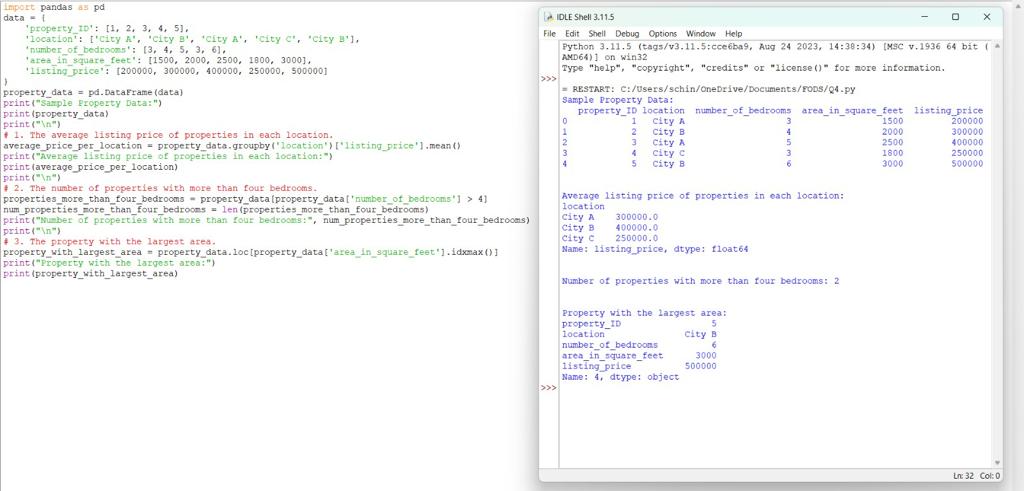 import pandas as pd
data = {
    'property_ID': [1, 2, 3, 4, 5],
    'location': ['City A', 'City B', 'City A', 'City C', 'City B'],
    'number_of_bedrooms': [3, 4, 5, 3, 6],
    'area_in_square_feet': [1500, 2000, 2500, 1800, 3000],
    'listing_price': [200000, 300000, 400000, 250000, 500000]
}
property_data = pd.DataFrame(data)
print("Sample Property Data:")
print(property_data)
print("\n")
# 1. The average listing price of properties in each location.
average_price_per_location = property_data.groupby('location')['listing_price'].mean()
print("Average listing price of properties in each location:")
print(average_price_per_location)
print("\n")
# 2. The number of properties with more than four bedrooms.
properties_more_than_four_bedrooms = property_data[property_data['number_of_bedrooms'] > 4]
num_properties_more_than_four_bedrooms = len(properties_more_than_four_bedrooms)
print("Number of properties with more than four bedrooms:", num_properties_more_than_four_bedrooms)
print("\n")
# 3. The property with the largest area.
property_with_largest_area = property_data.loc[property_data['area_in_square_feet'].idxmax()]
print("Property with the largest area:")
print(property_with_largest_area)
IDLE Shell 3.11.5
File Edit Shell Debug Options Window Help
Python 3.11.5 (tags/v3.11.5:cce6ba9, Aug 24 2023, 14:38:34) [MSC v.1936 64 bit (
AMD64)] on win32
Type "help", "copyright", "credits" or "license()" for more information.
>>>
= RESTART: C:/Users/schin/OneDrive/Documents/FODS/Q4.py
Sample Property Data:
   property_ID location  number_of_bedrooms  area_in_square_feet  listing_price
0            1   City A                   3                 1500         200000
1            2   City B                   4                 2000         300000
2            3   City A                   5                 2500         400000
3            4   City C                   3                 1800         250000
4            5   City B                   6                 3000         500000
Average listing price of properties in each location:
location
City A    300000.0
City B    400000.0
City C    250000.0
Name: listing_price, dtype: float64
Number of properties with more than four bedrooms: 2
Property with the largest area:
property_ID                 5
location               City B
number_of_bedrooms          6
area_in_square_feet      3000
listing_price          500000
Name: 4, dtype: object
>>>
Ln: 32 Col: 0